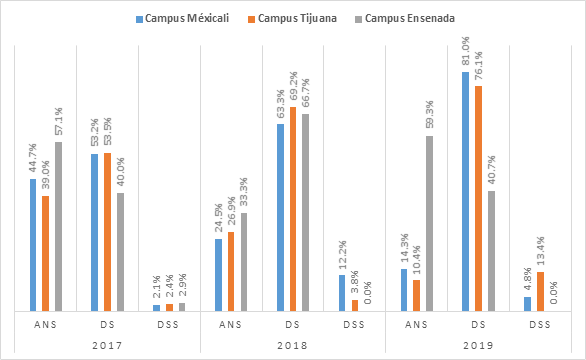 Campus Méxicali Campus Tijuana Campus Ensenada
44.7% 39.0% 57.1% 53.2% 53.5% 40.0% 2.1% 2.4% 2.9% 24.5% 26.9% 33.3% 63.3% 69.2% 66.7% 12.2% 3.8% 0.0% 14.3% 10.4% 59.3% 81.0% 76.1% 40.7% 4.8% 13.4% 0.0%
ANS DS DSS ANS DS DSS ANS DS DSS
2017 2018 2019